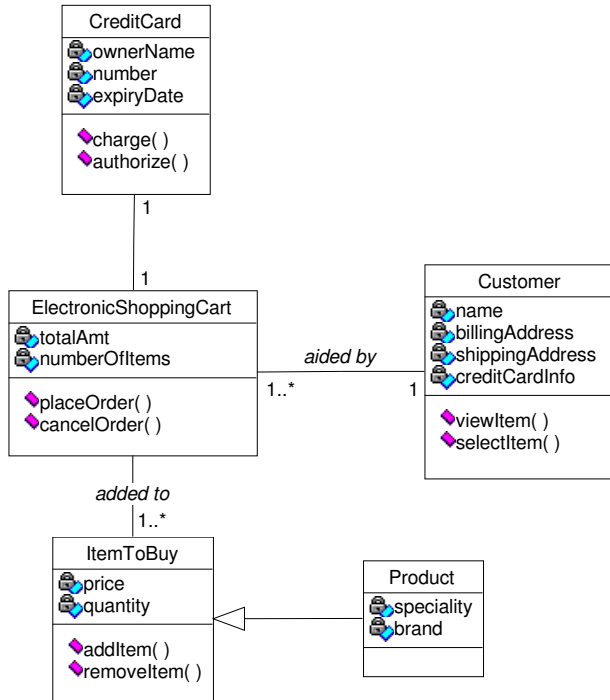 CreditCard
ownerName
number
expiryDate
charge( )
authorize( )
1
1
ElectronicShoppingCart
totalAmt
numberOfItems
placeOrder( )
cancelOrder( )
aided by
1..*
1
Customer
name
billingAddress
shippingAddress
creditCardInfo
viewItem( )
selectItem( )
added to
1..*
ItemToBuy
price
quantity
addItem( )
removeItem( )
Product
speciality
brand